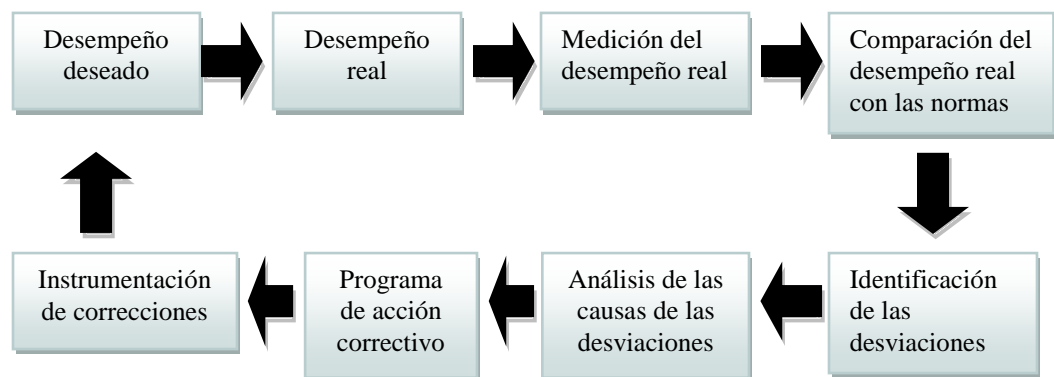 Desempeño
deseado
Desempeño
real
Medición del
desempeño real
Comparación del
desempeño real
con las normas
Identificación
de las
desviaciones
Análisis de las
causas de las
desviaciones
Programa
de acción
correctivo
Instrumentación
de correcciones